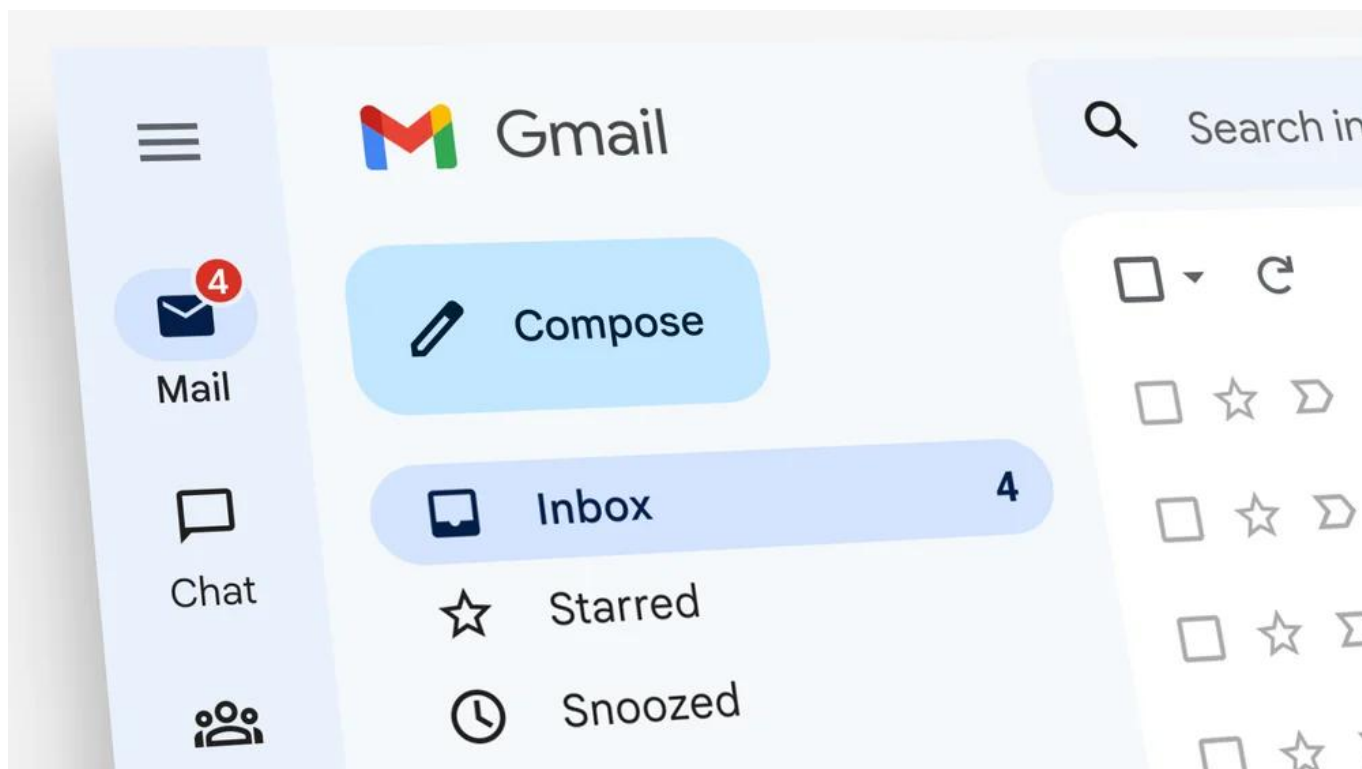 Gmail
Search in
4
Mail
Compose
Inbox 4
Chat
Starred
Snoozed